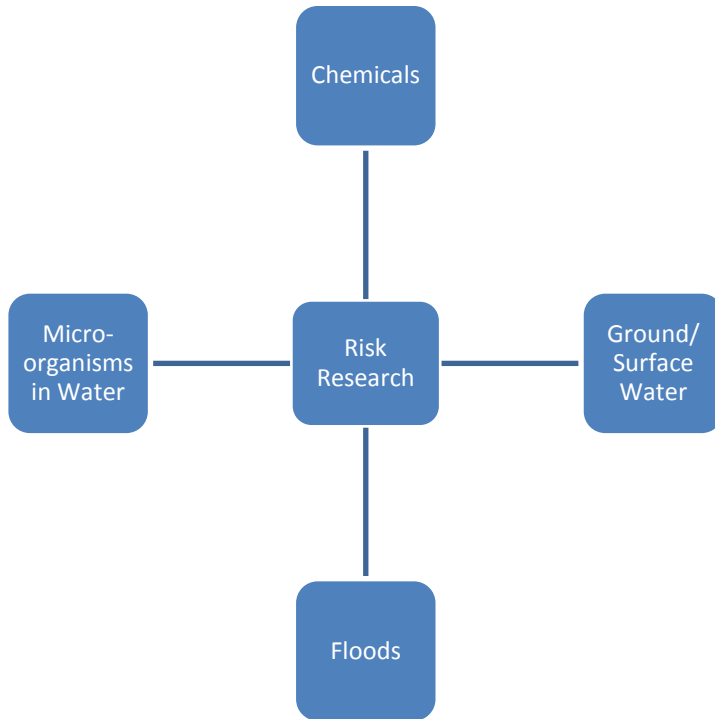 Chemicals
Micro-
organisms
in Water
Risk
Research
Ground/
Surface
Water
Floods